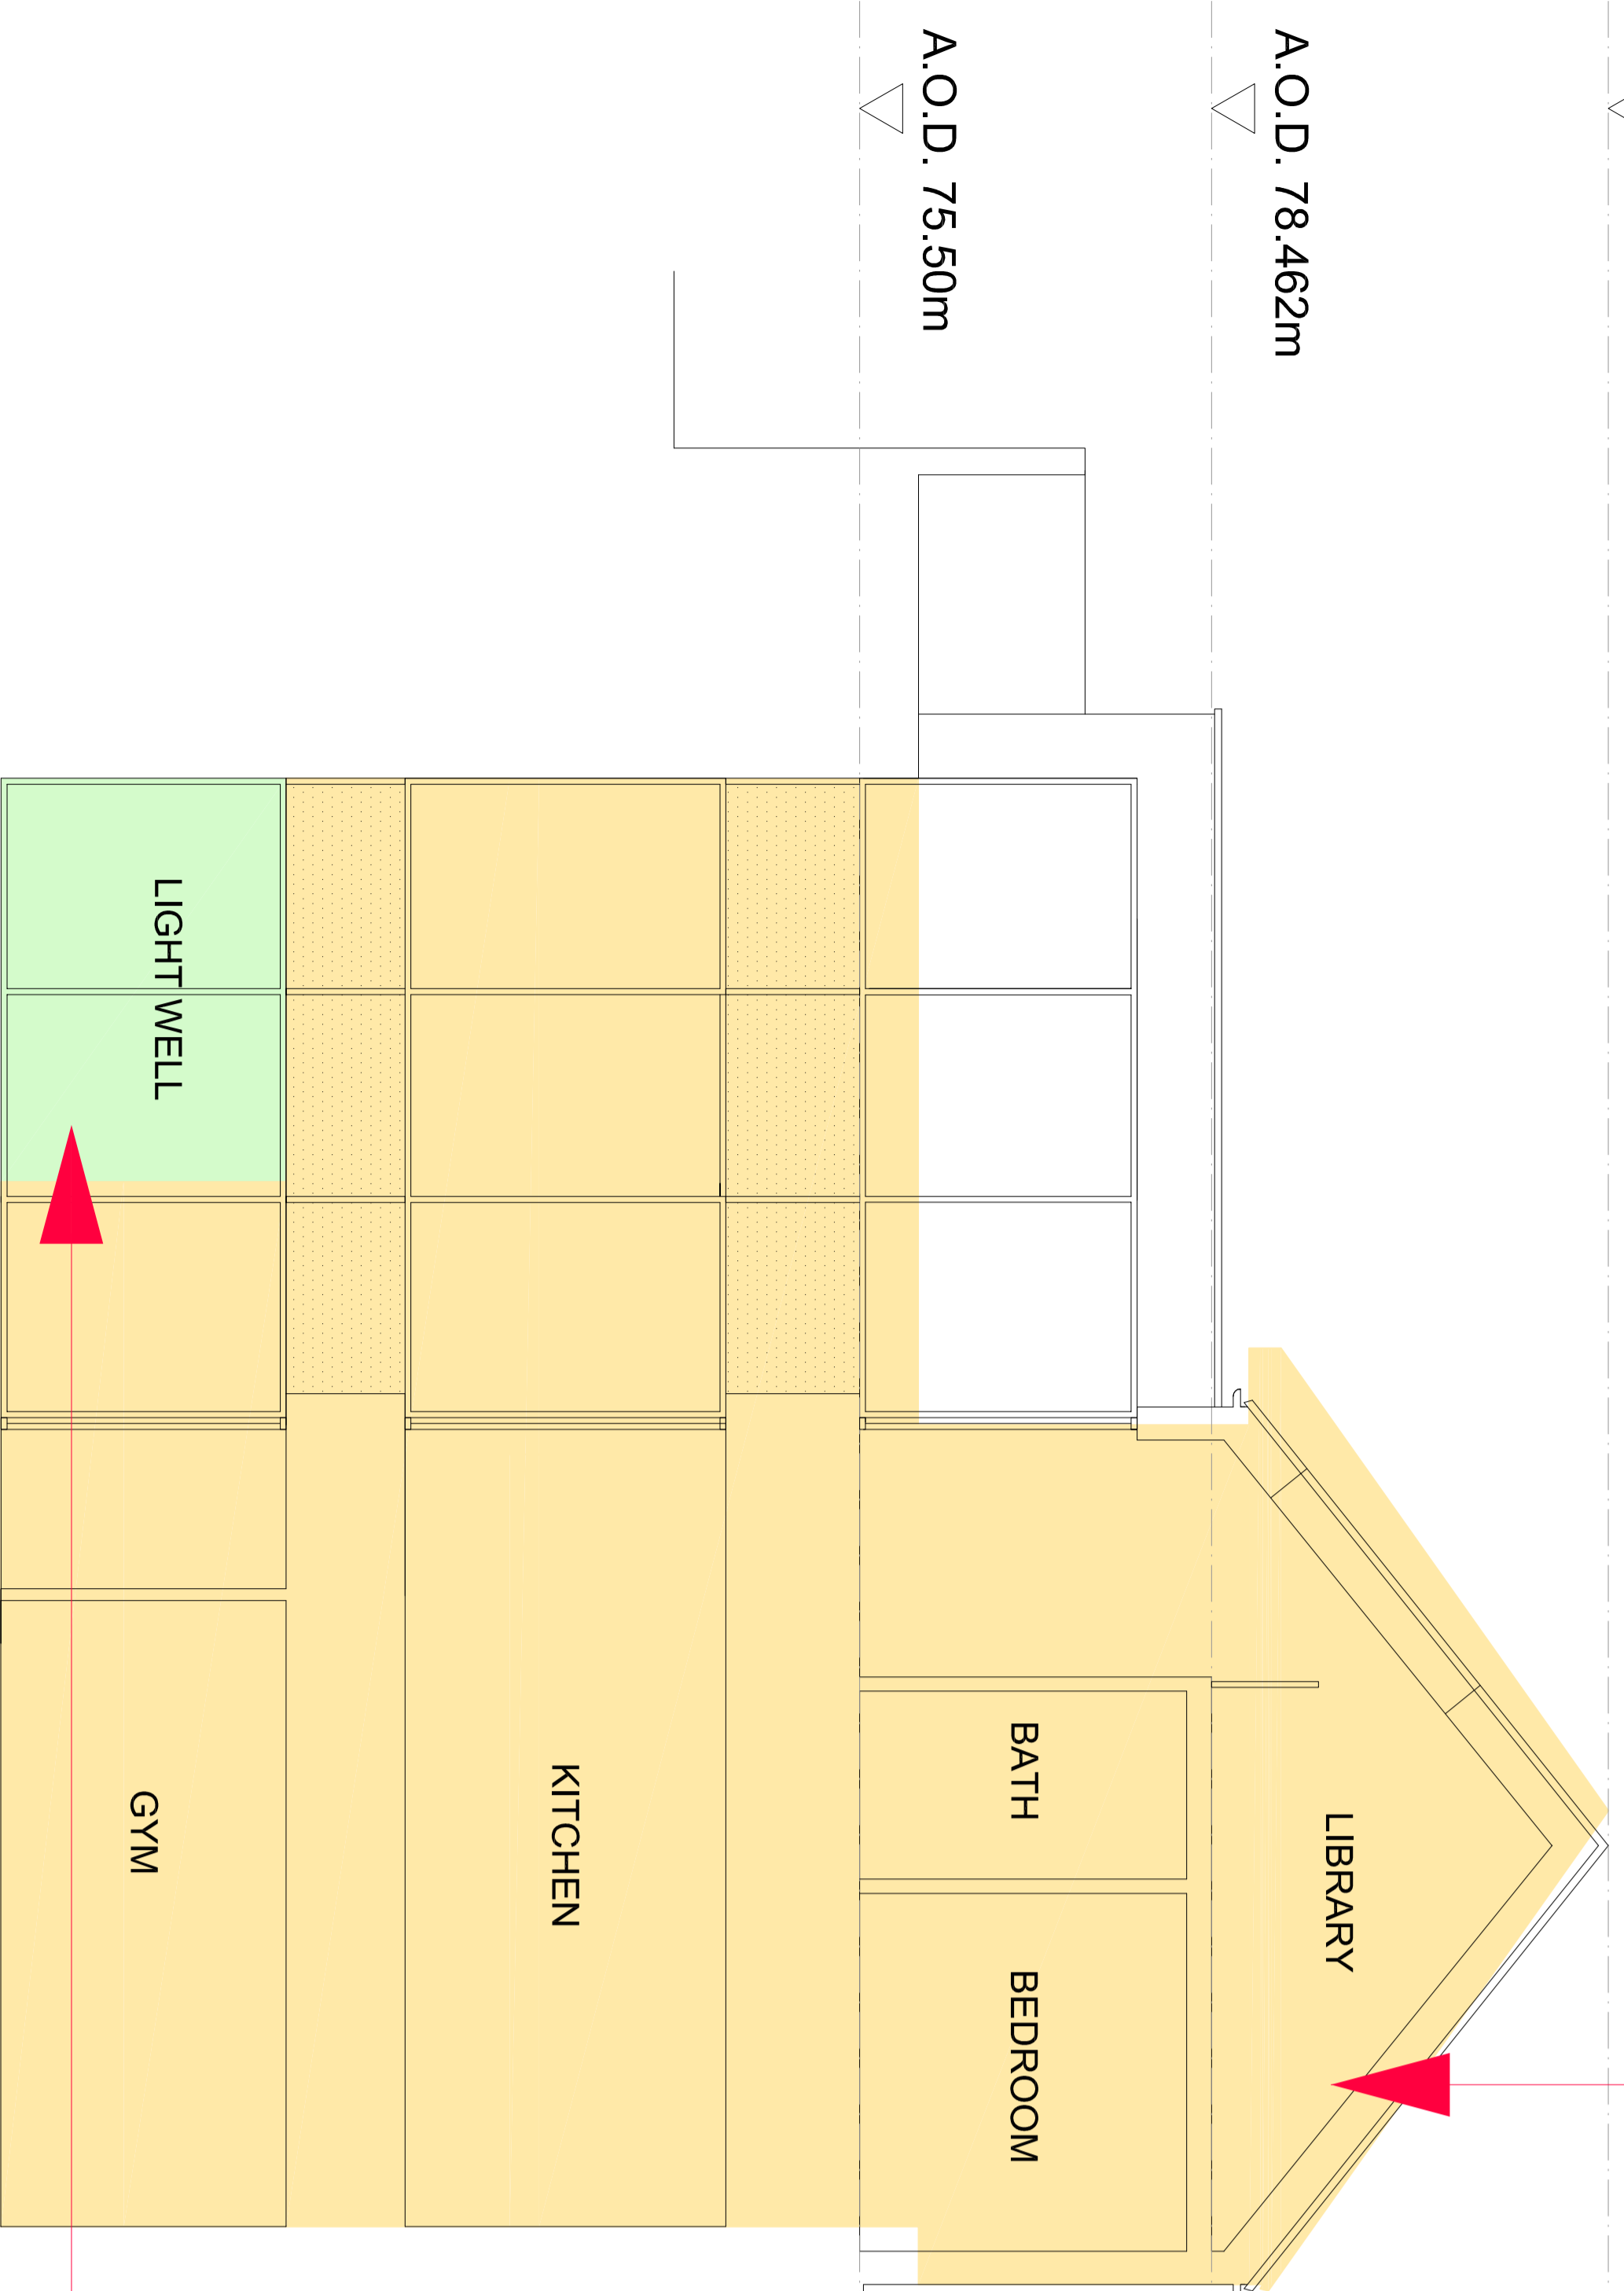 A.O.D. 78.462m
A.O.D. 75.50m
LIBRARY
BATH
BEDROOM
KITCHEN
LIGHT WELL
GYM